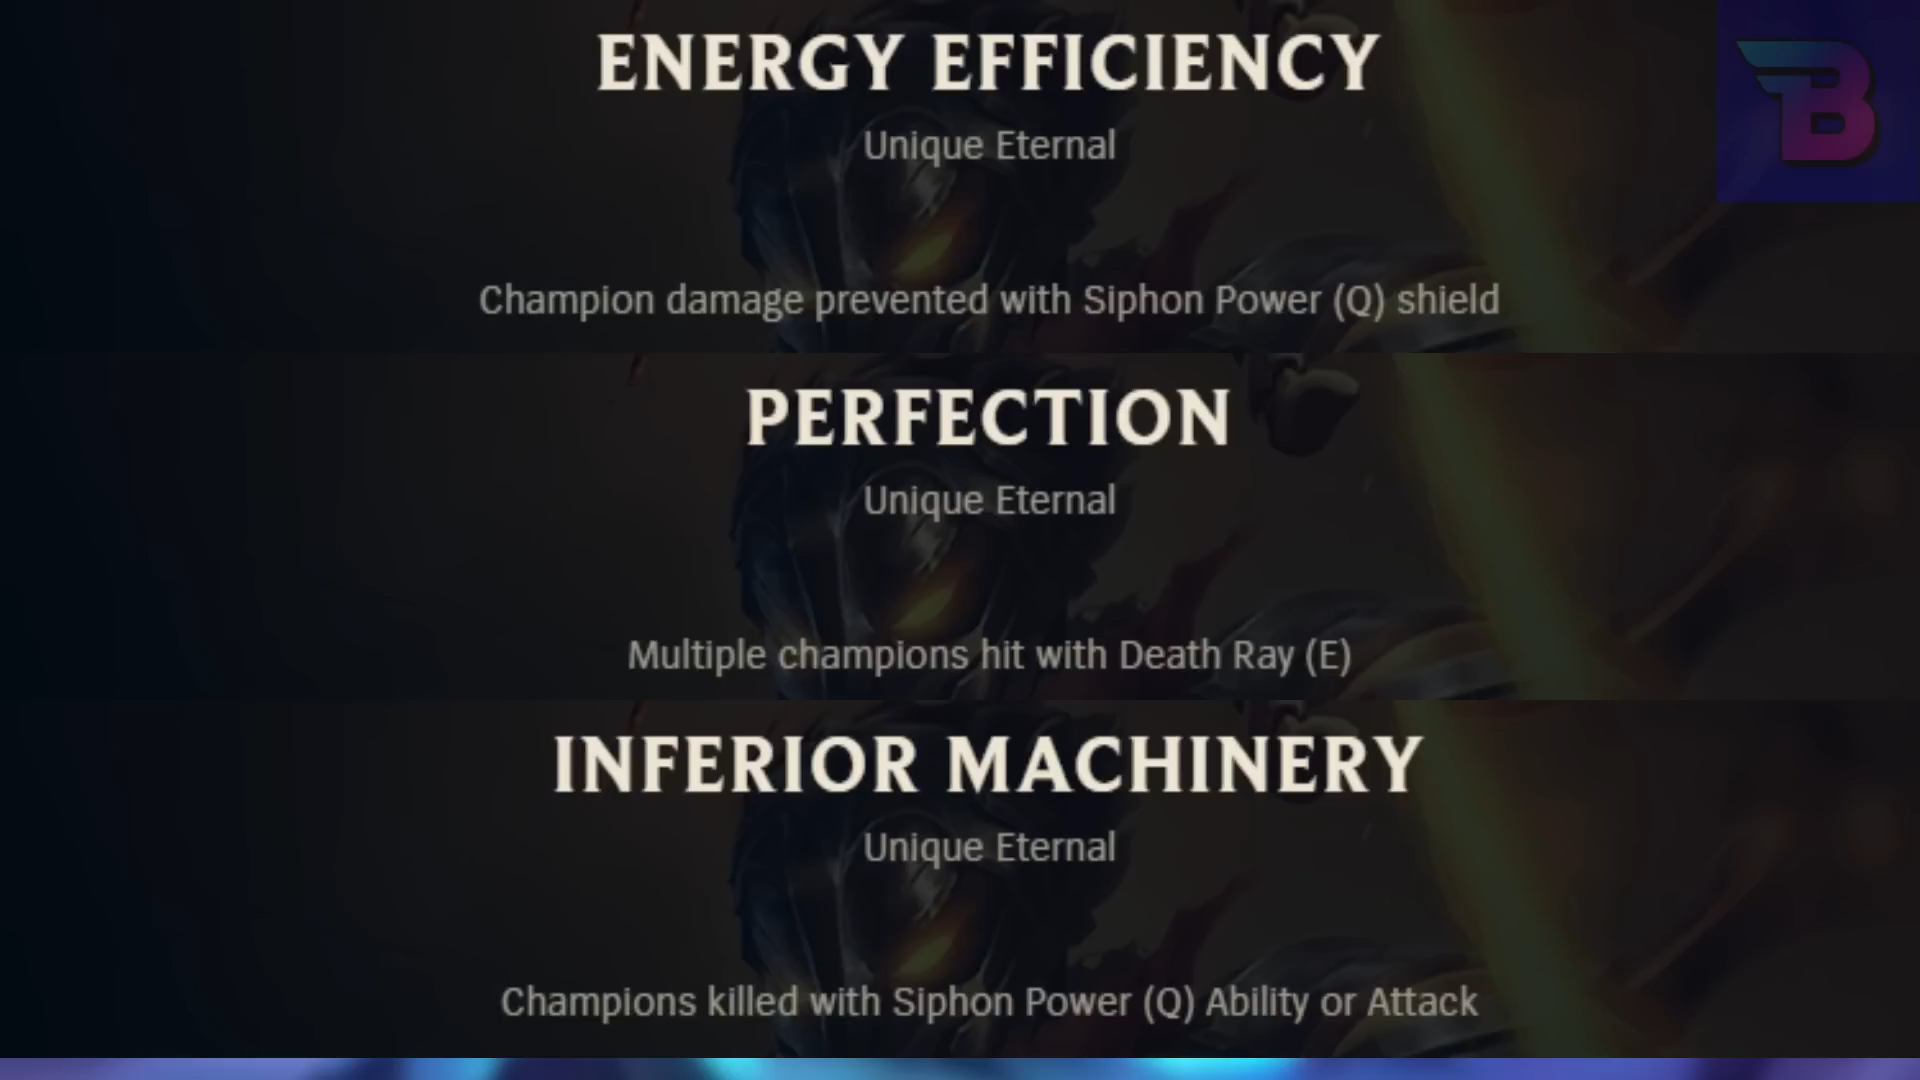 ENERGY EFFICIENCY
Unique Eternal
Champion damage prevented with Siphon Power (Q) shield
PERFECTION
Unique Eternal
Multiple champions hit with Death Ray (E)
INFERIOR MACHINERY
Unique Eternal
Champions killed with Siphon Power (Q) Ability or Attack
B